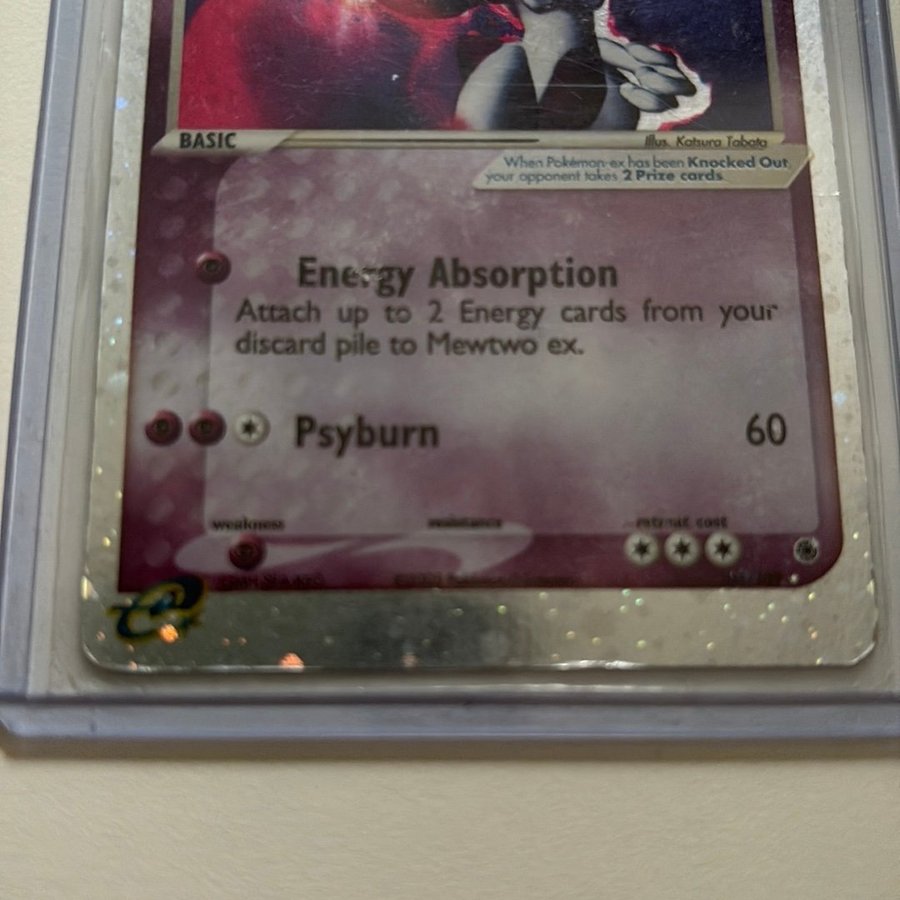 BASIC
Illus. Katsura Tabata
When Pokémon-ex has been Knocked Out,
your opponent takes 2 Prize cards.
Energy Absorption
Attach up to 2 Energy cards from your
discard pile to Mewtwo ex.
Psyburn 60
weakness resistance retreat cost
e